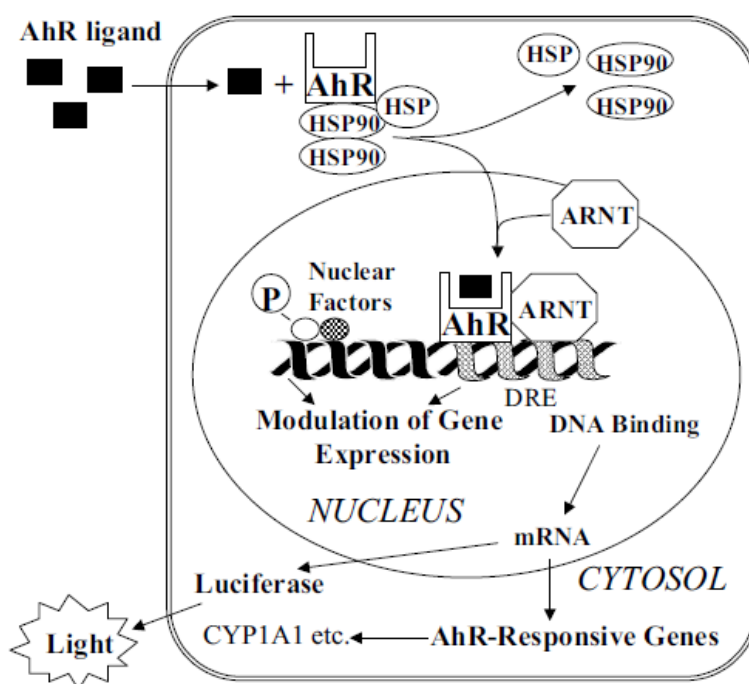 AhR ligand
+
AhR
HSP
HSP90
HSP90
HSP
HSP90
HSP90
ARNT
P
Nuclear
Factors
AhR
ARNT
DRE
Modulation of Gene
Expression
DNA Binding
NUCLEUS
mRNA
CYTOSOL
Luciferase
Light
CYP1A1 etc.
AhR-Responsive Genes